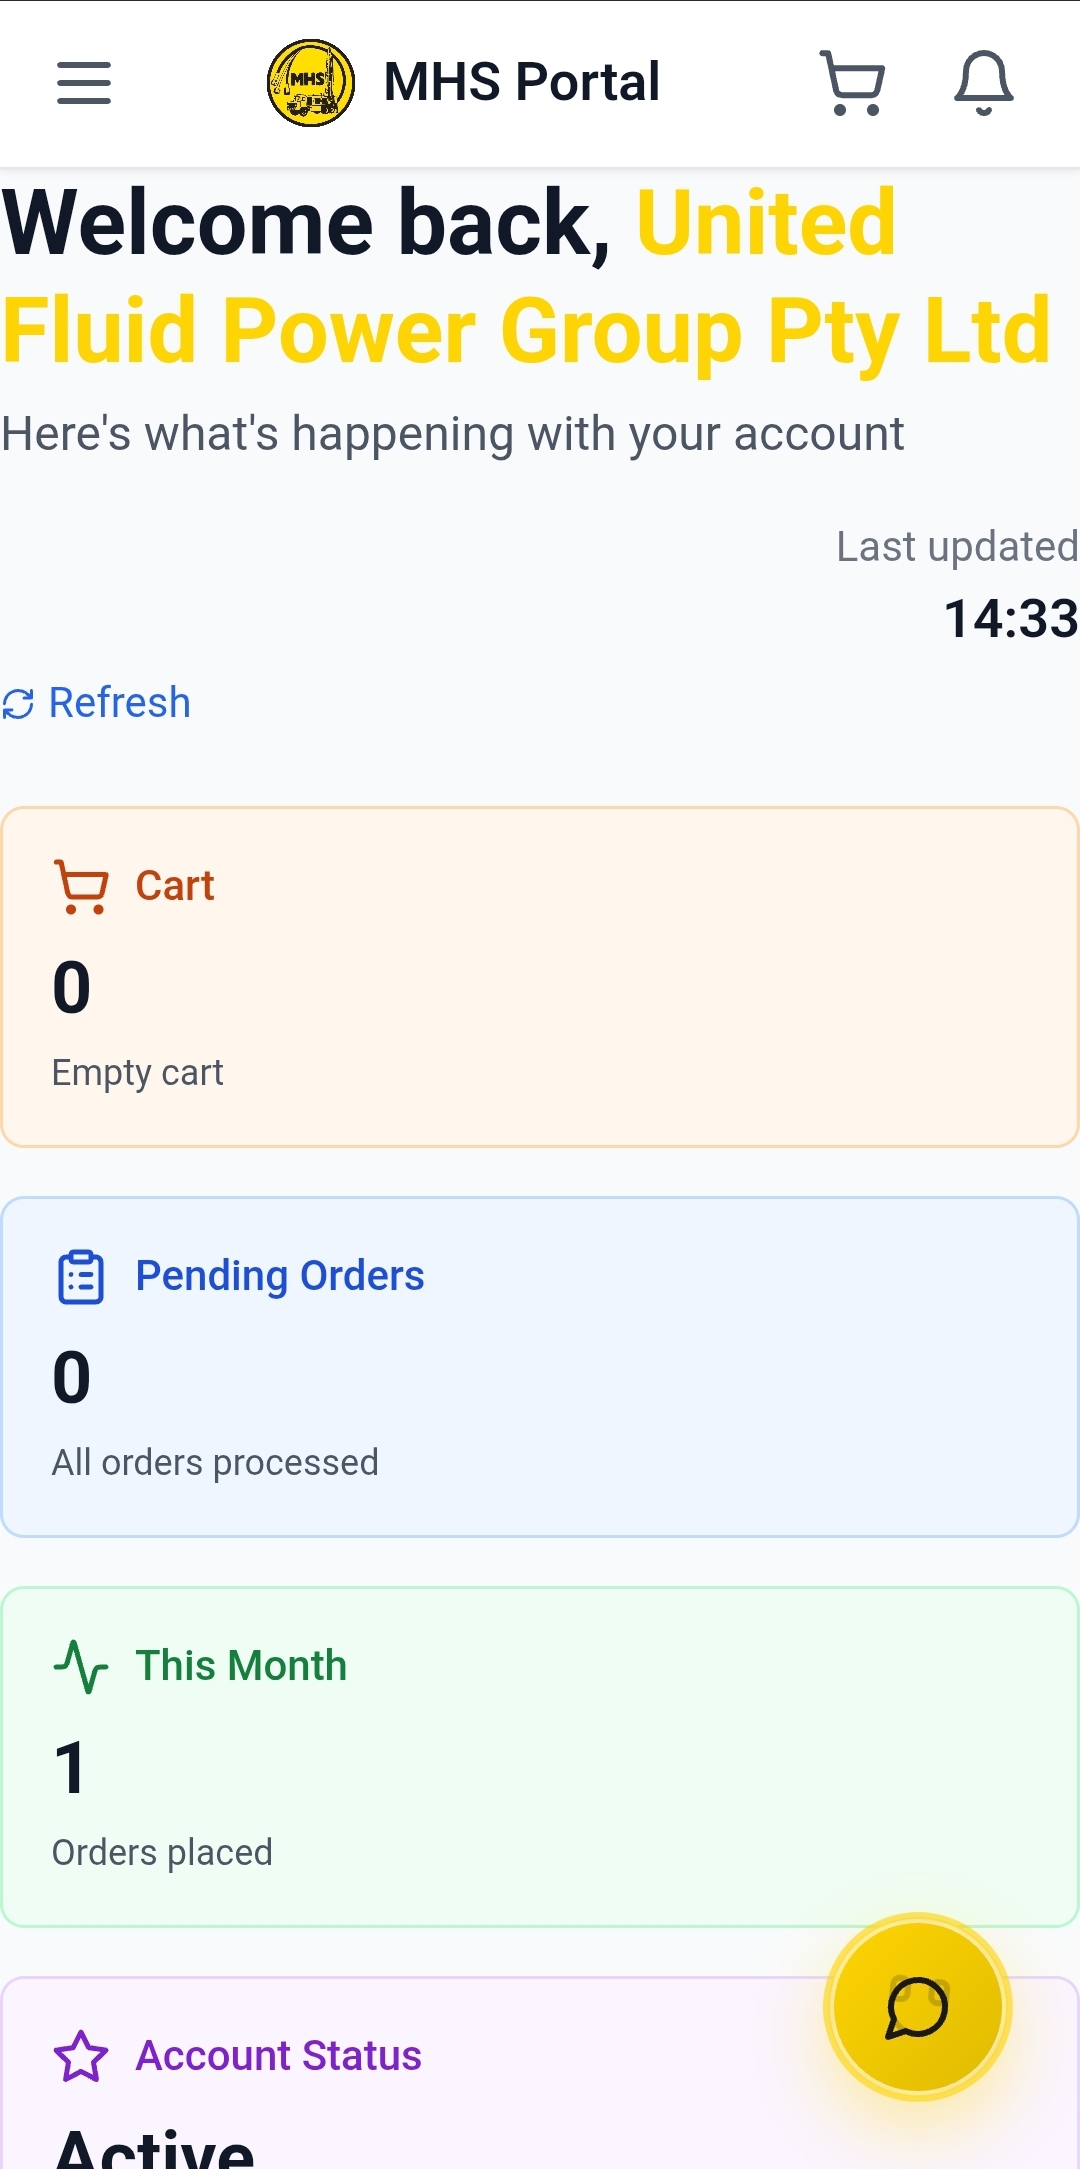 MHS
MHS Portal
Welcome back, United
Fluid Power Group Pty Ltd
Here's what's happening with your account
Last updated
14:33
Refresh
Cart
0
Empty cart
Pending Orders
0
All orders processed
This Month
1
Orders placed
Account Status
Active